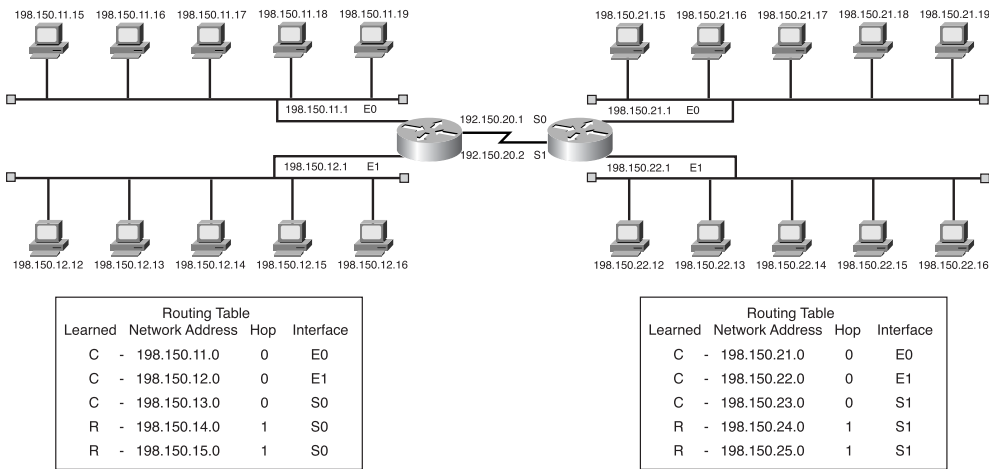 198.150.11.15 198.150.11.16 198.150.11.17 198.150.11.18 198.150.11.19
198.150.21.15 198.150.21.16 198.150.21.17 198.150.21.18 198.150.21.19
198.150.11.1 E0
198.150.21.1 E0
192.150.20.1 S0
192.150.20.2 S1
198.150.12.1 E1
198.150.22.1 E1
198.150.12.12 198.150.12.13 198.150.12.14 198.150.12.15 198.150.12.16
198.150.22.12 198.150.22.13 198.150.22.14 198.150.22.15 198.150.22.16
Routing Table
Learned Network Address Hop Interface
C - 198.150.11.0 0 E0
C - 198.150.12.0 0 E1
C - 198.150.13.0 0 S0
R - 198.150.14.0 1 S0
R - 198.150.15.0 1 S0
Routing Table
Learned Network Address Hop Interface
C - 198.150.21.0 0 E0
C - 198.150.22.0 0 E1
C - 198.150.23.0 0 S1
R - 198.150.24.0 1 S1
R - 198.150.25.0 1 S1